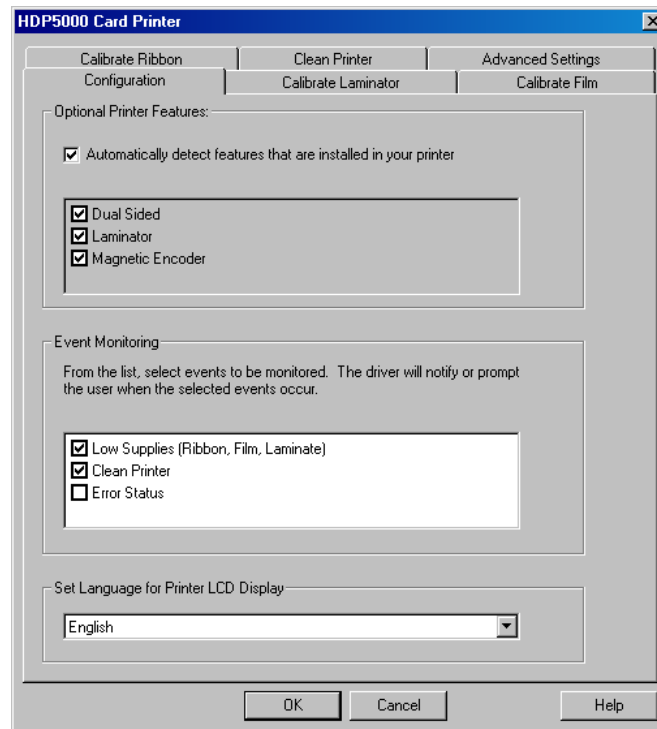 HDP5000 Card Printer
Calibrate Ribbon
Clean Printer
Advanced Settings
Configuration
Calibrate Laminator
Calibrate Film
Optional Printer Features:
Automatically detect features that are installed in your printer
Dual Sided
Laminator
Magnetic Encoder
Event Monitoring
From the list, select events to be monitored.  The driver will notify or prompt
the user when the selected events occur.
Low Supplies (Ribbon, Film, Laminate)
Clean Printer
Error Status
Set Language for Printer LCD Display
English
OK
Cancel
Help